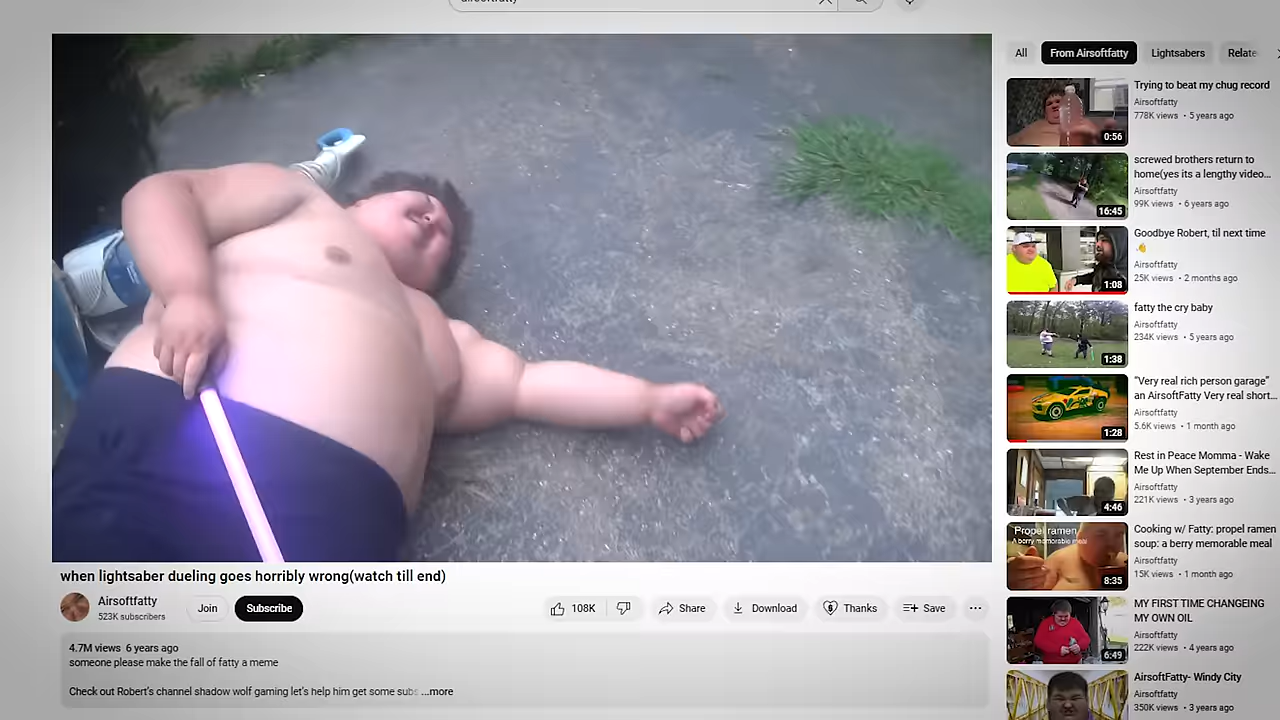 All
From Airsoftfatty
Lightsabers
Relate
Trying to beat my chug record
Airsoftfatty
778K views • 5 years ago
0:56
screwed brothers return to
home(yes its a lengthy video...
Airsoftfatty
99K views • 6 years ago
16:45
Goodbye Robert, til next time
👋
Airsoftfatty
25K views • 2 months ago
1:08
fatty the cry baby
Airsoftfatty
234K views • 5 years ago
1:38
"Very real rich person garage"
an AirsoftFatty Very real short...
Airsoftfatty
5.6K views • 1 month ago
1:28
Rest in Peace Momma - Wake
Me Up When September Ends...
Airsoftfatty
221K views • 3 years ago
4:46
Propel ramen
A berry memorable meal
Cooking w/ Fatty: propel ramen
soup: a berry memorable meal
Airsoftfatty
15K views • 1 month ago
8:35
MY FIRST TIME CHANGEING
MY OWN OIL
Airsoftfatty
222K views • 4 years ago
6:49
AirsoftFatty- Windy City
Airsoftfatty
350K views • 3 years ago
when lightsaber dueling goes horribly wrong(watch till end)
Airsoftfatty
523K subscribers
Join
Subscribe
108K
Share
Download
Thanks
Save
4.7M views 6 years ago
someone please make the fall of fatty a meme
Check out Robert's channel shadow wolf gaming let's help him get some subs ...more